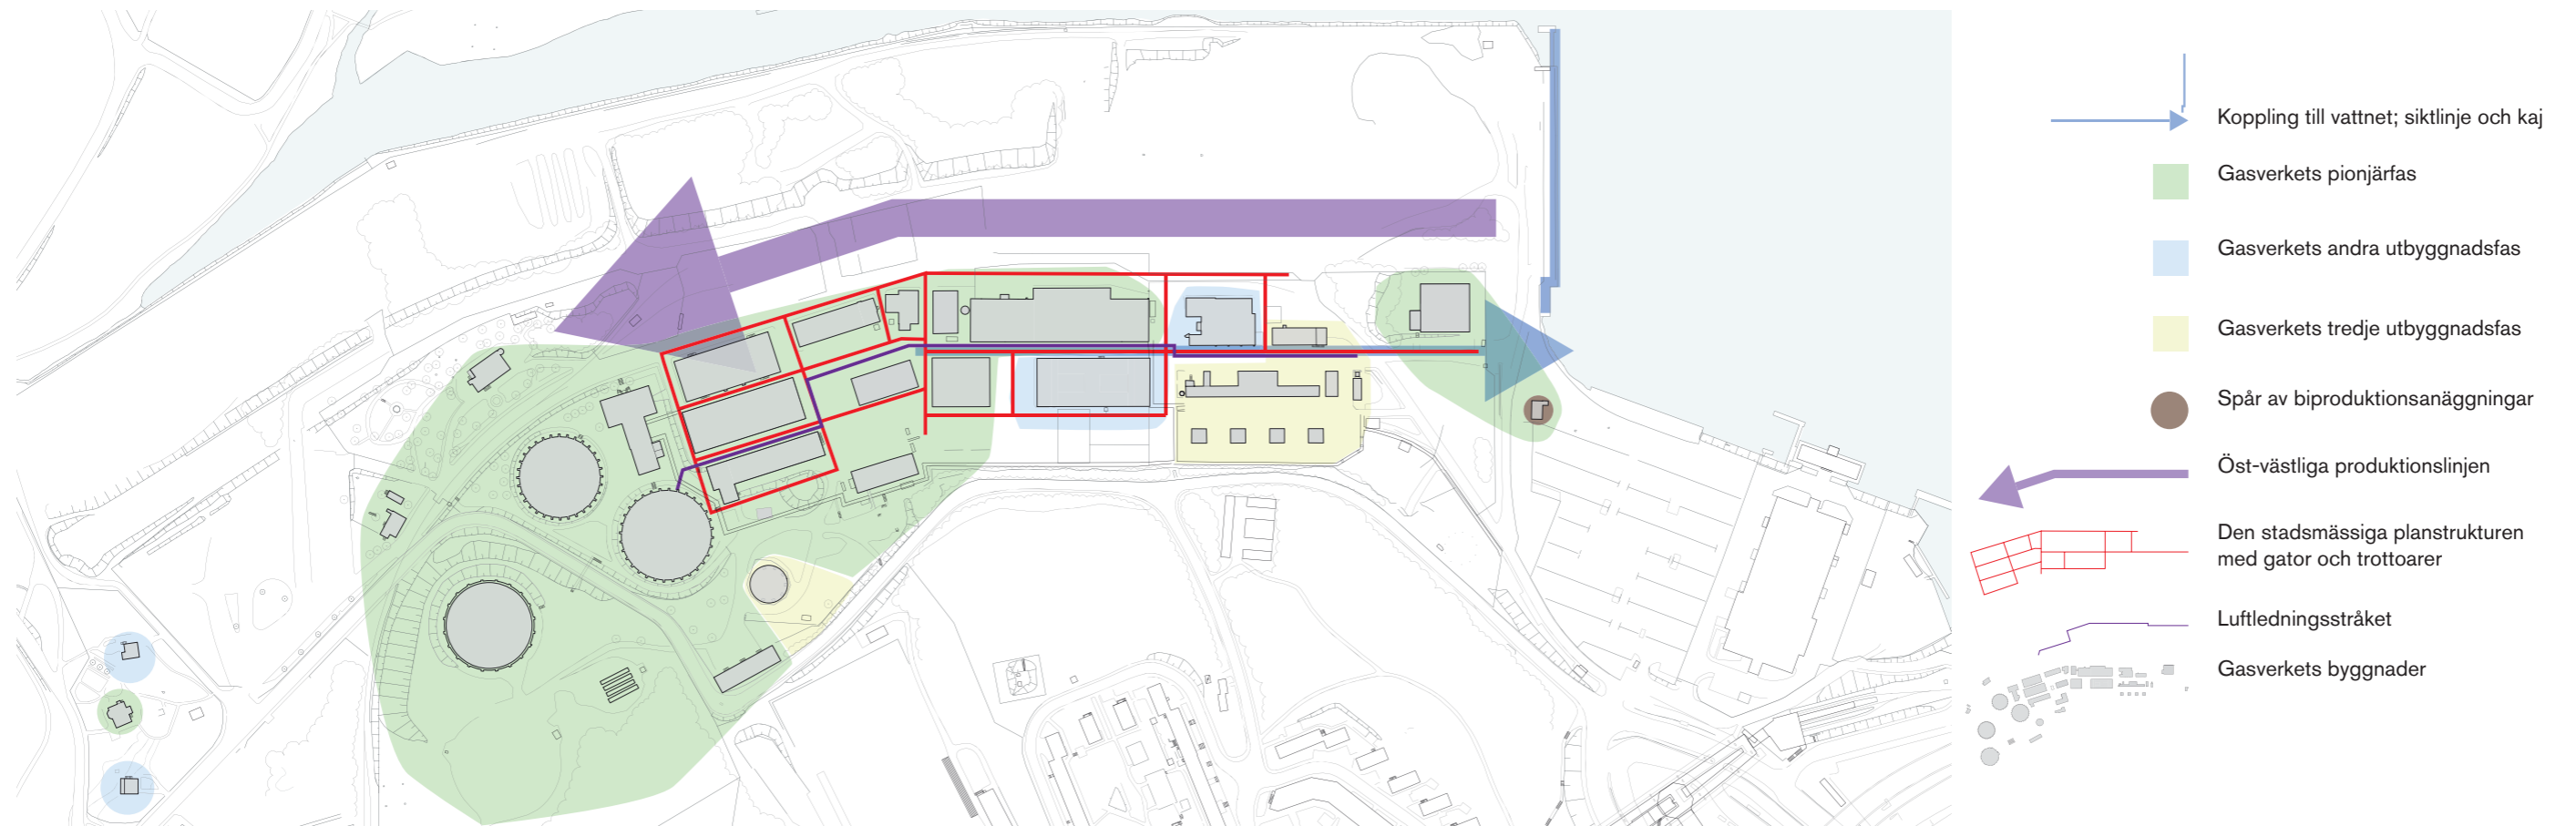 Koppling till vattnet; siktlinje och kaj
Gasverkets pionjärfas
Gasverkets andra utbyggnadsfas
Gasverkets tredje utbyggnadsfas
Spår av biproduktionsanäggningar
Öst-västliga produktionslinjen
Den stadsmässiga planstrukturen
med gator och trottoarer
Luftledningsstråket
Gasverkets byggnader